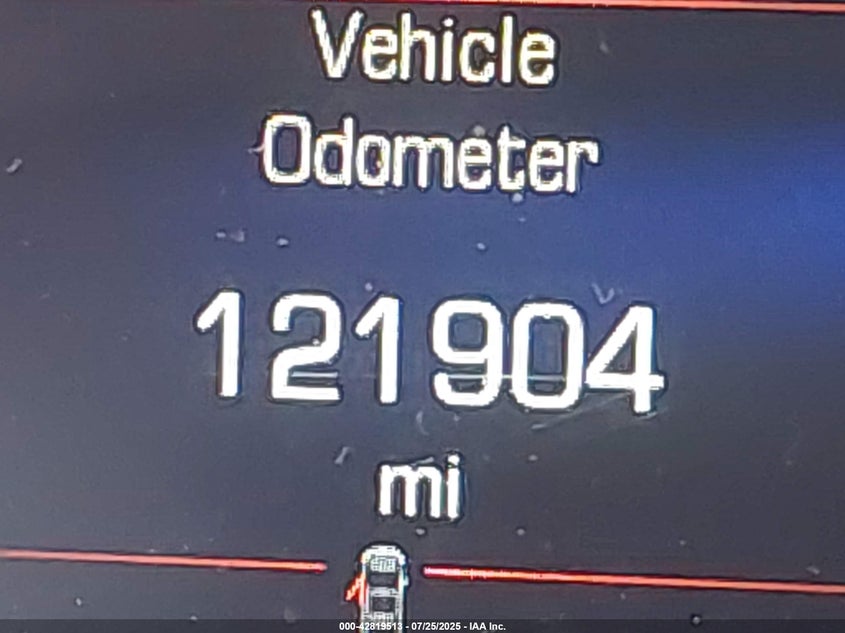 Vehicle
Odometer
121904
mi
000-42819513 - 07/25/2025 - IAA Inc.